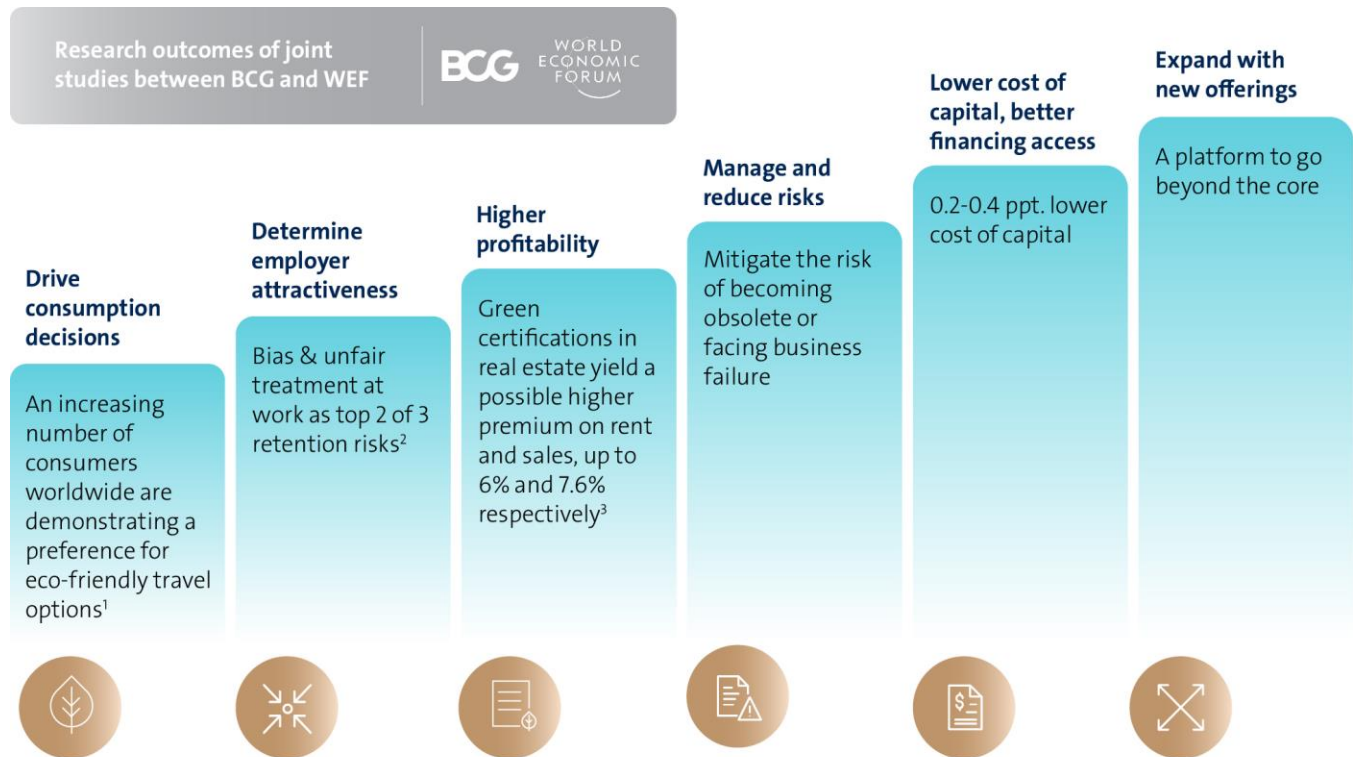 Research outcomes of joint
studies between BCG and WEF
BCG
WORLD
ECONOMIC
FORUM
Drive
consumption
decisions
An increasing
number of
consumers
worldwide are
demonstrating a
preference for
eco-friendly travel
options¹
Determine
employer
attractiveness
Bias & unfair
treatment at
work as top 2 of 3
retention risks²
Higher
profitability
Green
certifications in
real estate yield a
possible higher
premium on rent
and sales, up to
6% and 7.6%
respectively³
Manage and
reduce risks
Mitigate the risk
of becoming
obsolete or
facing business
failure
Lower cost of
capital, better
financing access
0.2-0.4 ppt. lower
cost of capital
Expand with
new offerings
A platform to go
beyond the core
$